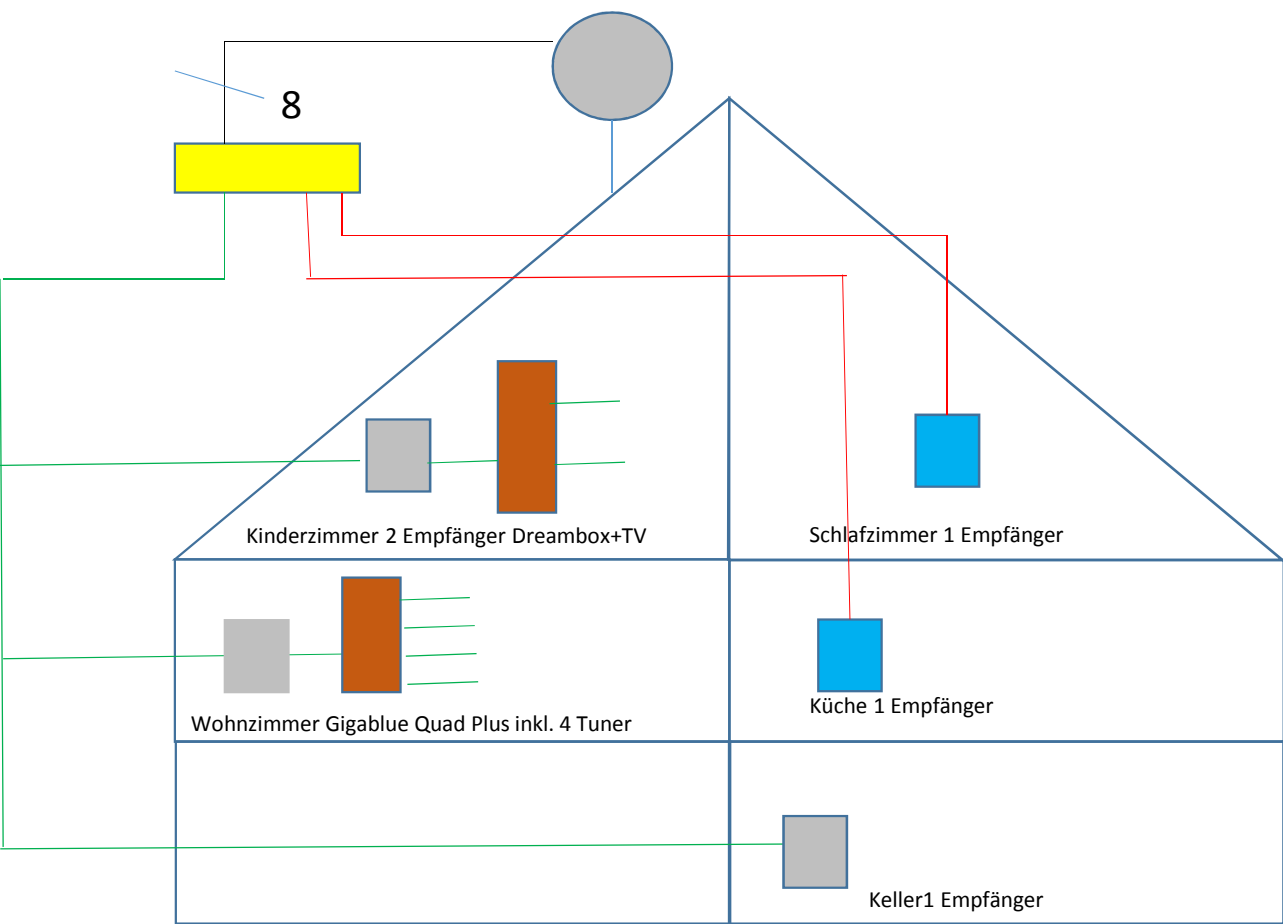 8
Kinderzimmer 2 Empfänger Dreambox+TV
Schlafzimmer 1 Empfänger
Wohnzimmer Gigablue Quad Plus inkl. 4 Tuner
Küche 1 Empfänger
Keller1 Empfänger